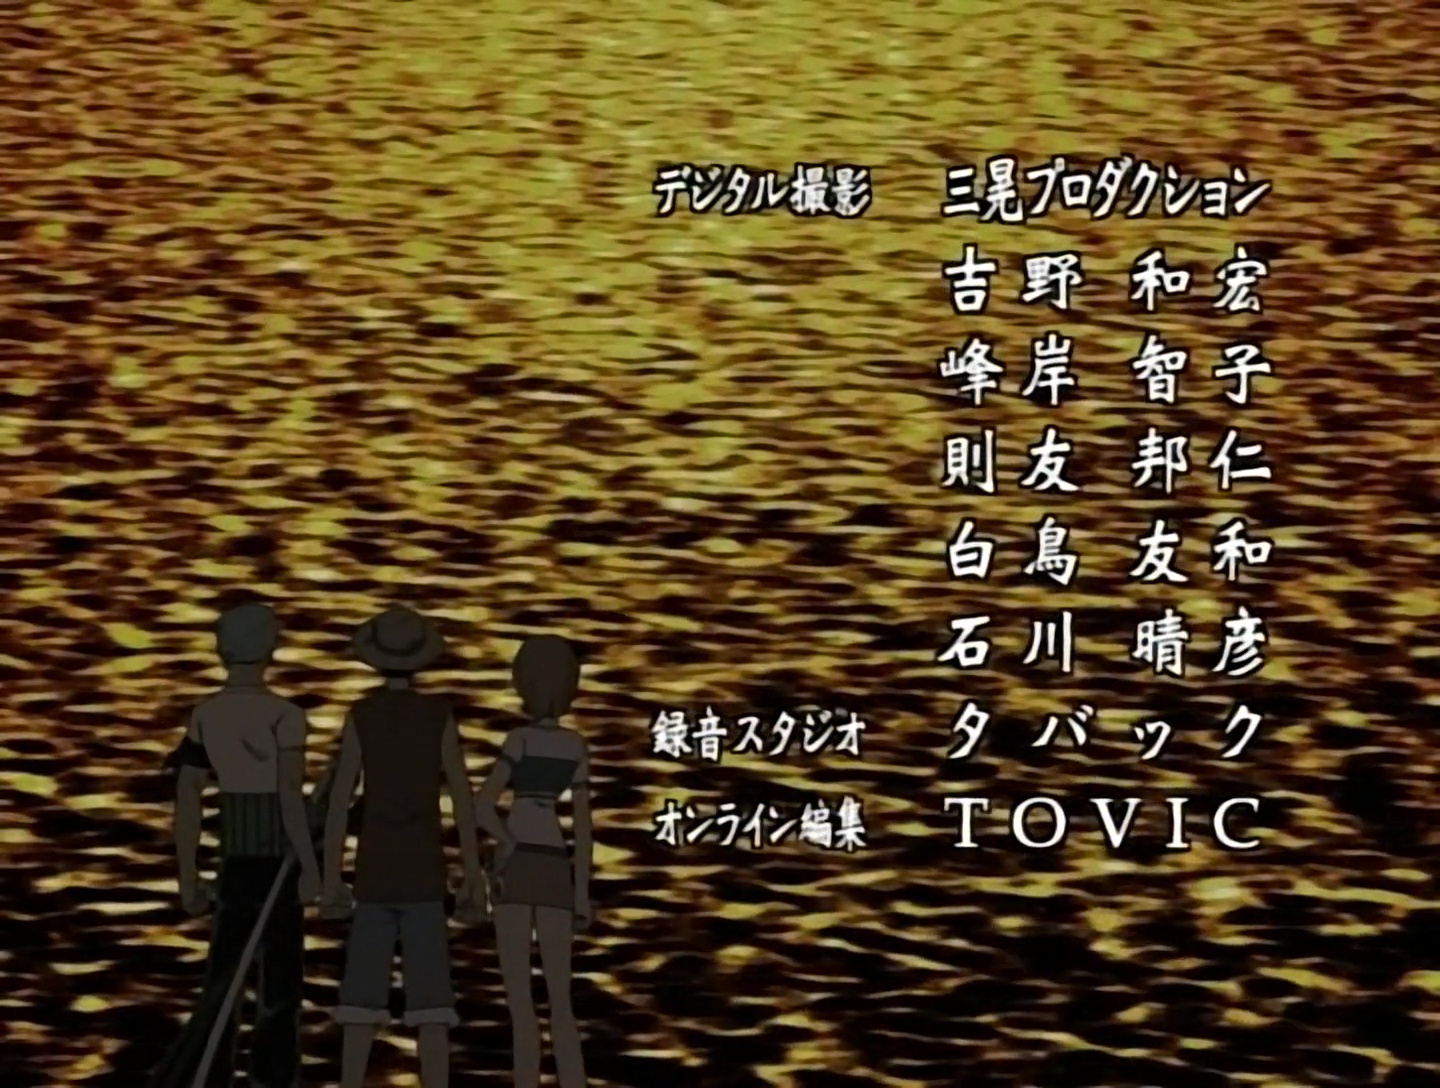 デジタル撮影 三晃プロダクション
吉野 和宏
峰岸 智子
則友 邦仁
白鳥 友和
石川 晴彦
録音スタジオ タバック
オンライン編集 TOVIC